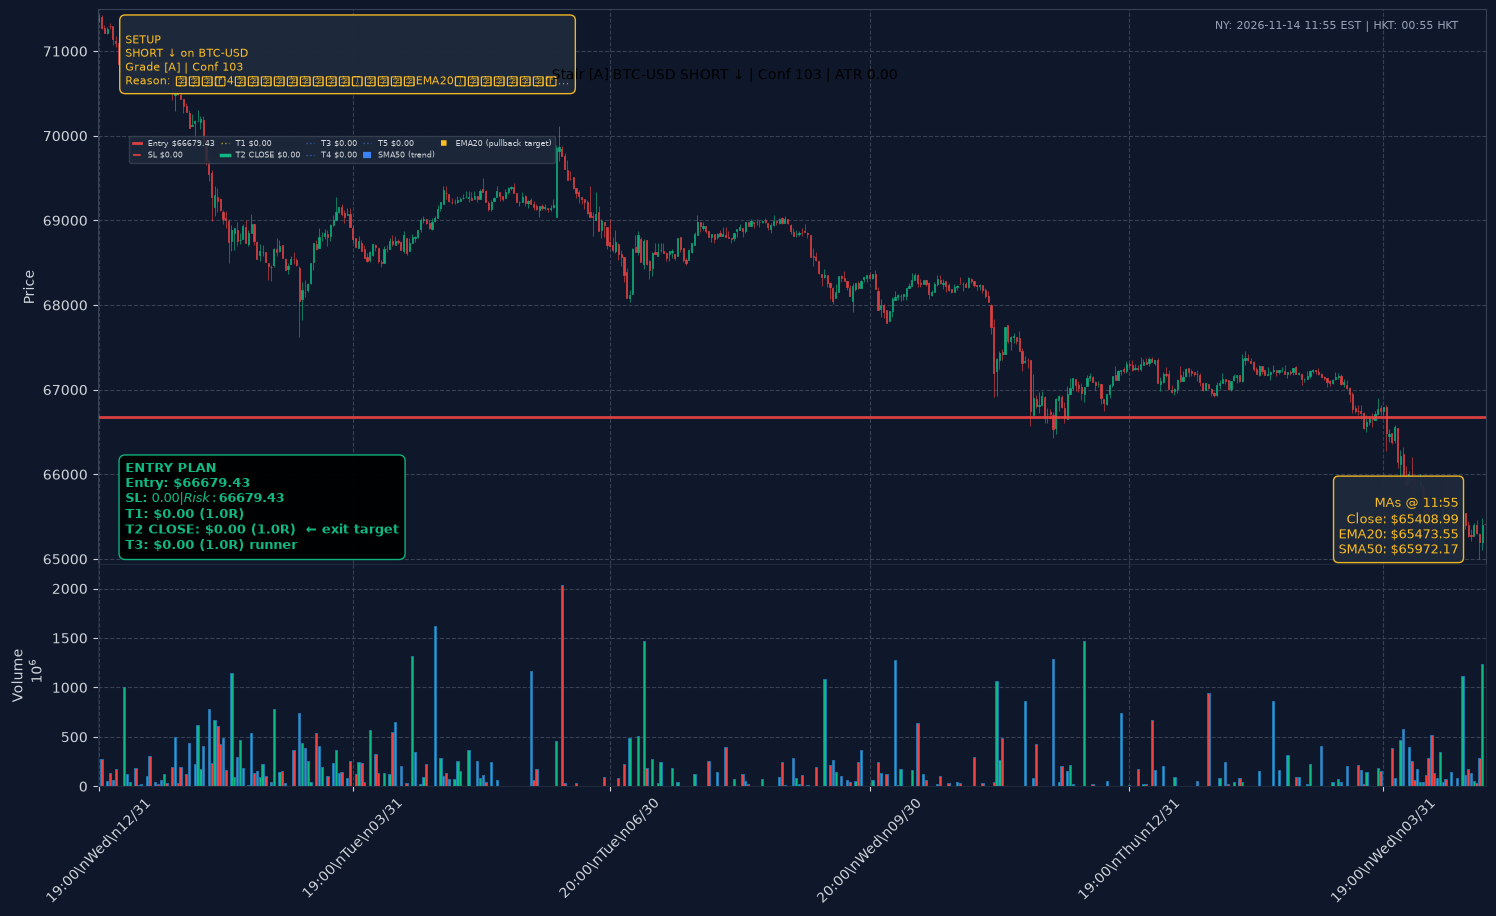 NY: 2026-11-14 11:55 EST | HKT: 00:55 HKT
SETUP
SHORT ↓ on BTC-USD
Grade [A] | Conf 103
Reason: 4 EMA20 ...
Stair [A] BTC-USD SHORT ↓ | Conf 103 | ATR 0.00
Entry $66679.43
SL $0.00
T1 $0.00
T2 CLOSE $0.00
T3 $0.00
T4 $0.00
T5 $0.00
SMA50 (trend)
EMA20 (pullback target)
Price
71000
70000
69000
68000
67000
66000
65000
ENTRY PLAN
Entry: $66679.43
SL: 0.00|Risk:66679.43
T1: $0.00 (1.0R)
T2 CLOSE: $0.00 (1.0R) ← exit target
T3: $0.00 (1.0R) runner
MAs @ 11:55
Close: $65408.99
EMA20: $65473.55
SMA50: $65972.17
Volume
10⁶
2000
1500
1000
500
0
19:00\nWed\n12/31
19:00\nTue\n03/31
20:00\nTue\n06/30
20:00\nWed\n09/30
19:00\nThu\n12/31
19:00\nWed\n03/31